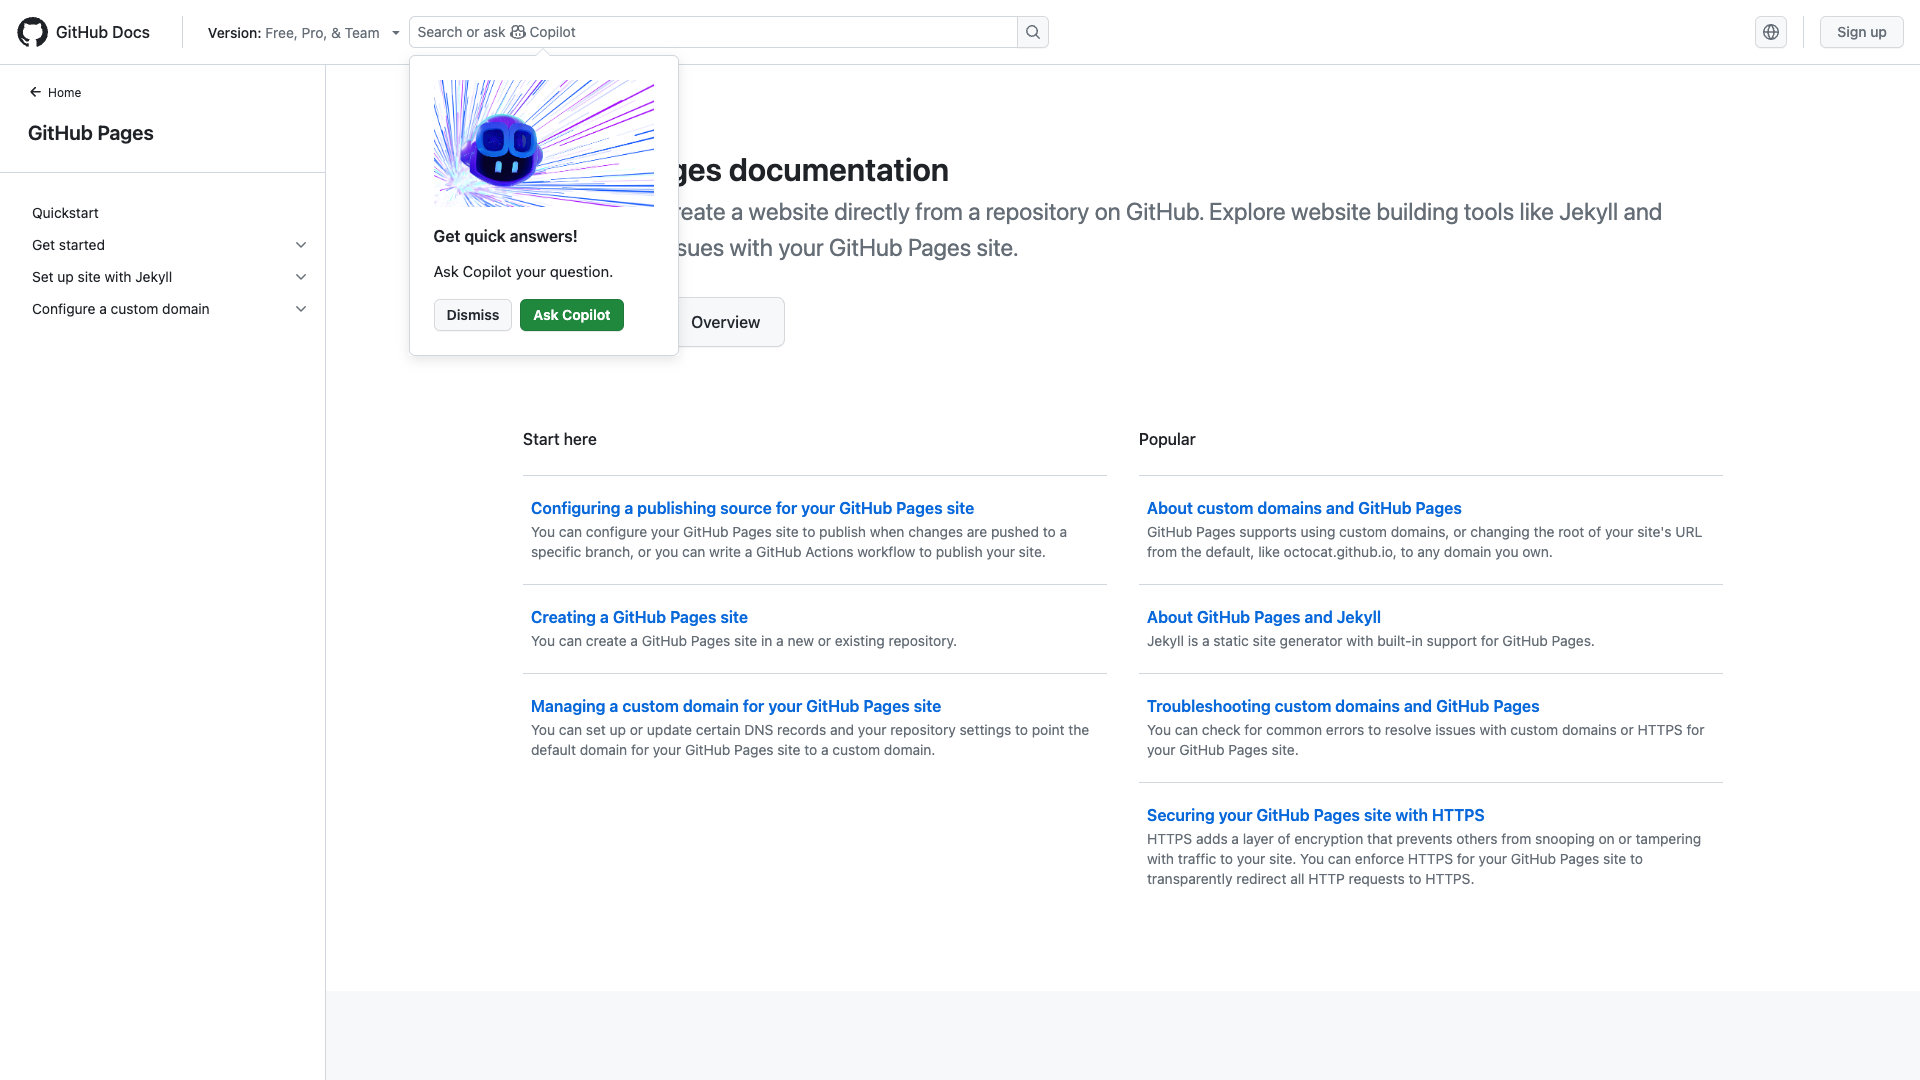 GitHub Docs
Version: Free, Pro, & Team
Search or ask Copilot
Sign up
Home
GitHub Pages
Quickstart
Get started
Set up site with Jekyll
Configure a custom domain
Get quick answers!
Ask Copilot your question.
Dismiss
Ask Copilot
documentation
a website directly from a repository on GitHub. Explore website building tools like Jekyll and
with your GitHub Pages site.
Overview
Start here
Configuring a publishing source for your GitHub Pages site
You can configure your GitHub Pages site to publish when changes are pushed to a
specific branch, or you can write a GitHub Actions workflow to publish your site.
Creating a GitHub Pages site
You can create a GitHub Pages site in a new or existing repository.
Managing a custom domain for your GitHub Pages site
You can set up or update certain DNS records and your repository settings to point the
default domain for your GitHub Pages site to a custom domain.
Popular
About custom domains and GitHub Pages
GitHub Pages supports using custom domains, or changing the root of your site's URL
from the default, like octocat.github.io, to any domain you own.
About GitHub Pages and Jekyll
Jekyll is a static site generator with built-in support for GitHub Pages.
Troubleshooting custom domains and GitHub Pages
You can check for common errors to resolve issues with custom domains or HTTPS for
your GitHub Pages site.
Securing your GitHub Pages site with HTTPS
HTTPS adds a layer of encryption that prevents others from snooping on or tampering
with traffic to your site. You can enforce HTTPS for your GitHub Pages site to
transparently redirect all HTTP requests to HTTPS.